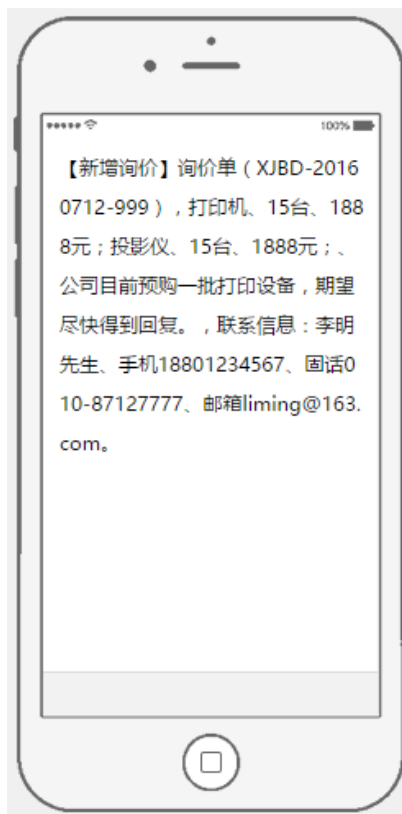 100%
【新增询价】询价单（XJBD-2016
0712-999），打印机、15台、188
8元；投影仪、15台、1888元；、
公司目前预购一批打印设备，期望
尽快得到回复。，联系信息：李明
先生、手机18801234567、固话0
10-87127777、邮箱liming@163.
com。